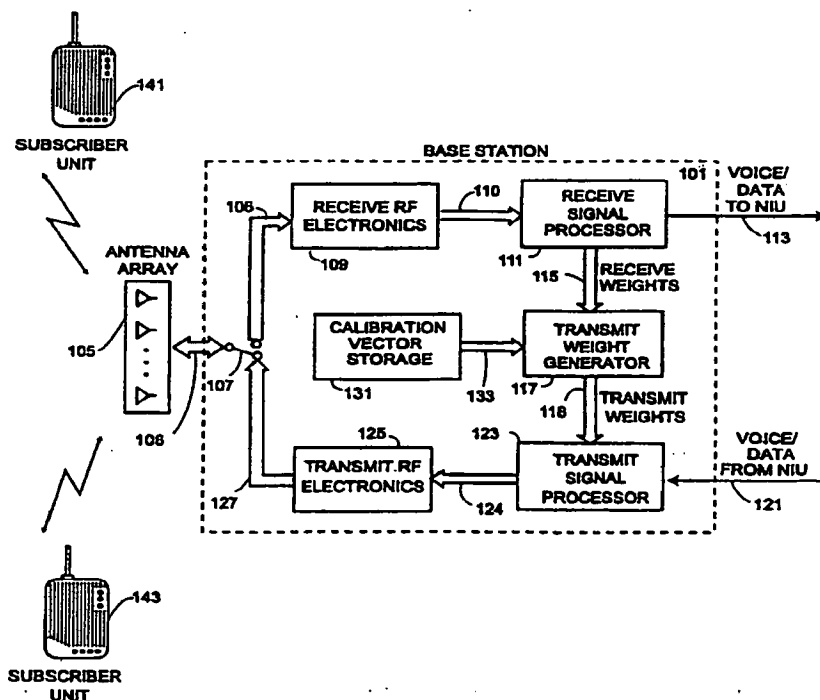 141
SUBSCRIBER
UNIT
BASE STATION
101
VOICE/
DATA
TO NIU
113
106
RECEIVE RF
ELECTRONICS
109
110
RECEIVE
SIGNAL
PROCESSOR
111
115
RECEIVE
WEIGHTS
ANTENNA
ARRAY
105
106
107
CALIBRATION
VECTOR
STORAGE
131
133
TRANSMIT
WEIGHT
GENERATOR
117
118
TRANSMIT
WEIGHTS
125
TRANSMIT.RF
ELECTRONICS
127
124
123
TRANSMIT
SIGNAL
PROCESSOR
VOICE/
DATA
FROM NIU
121
143
SUBSCRIBER
UNIT